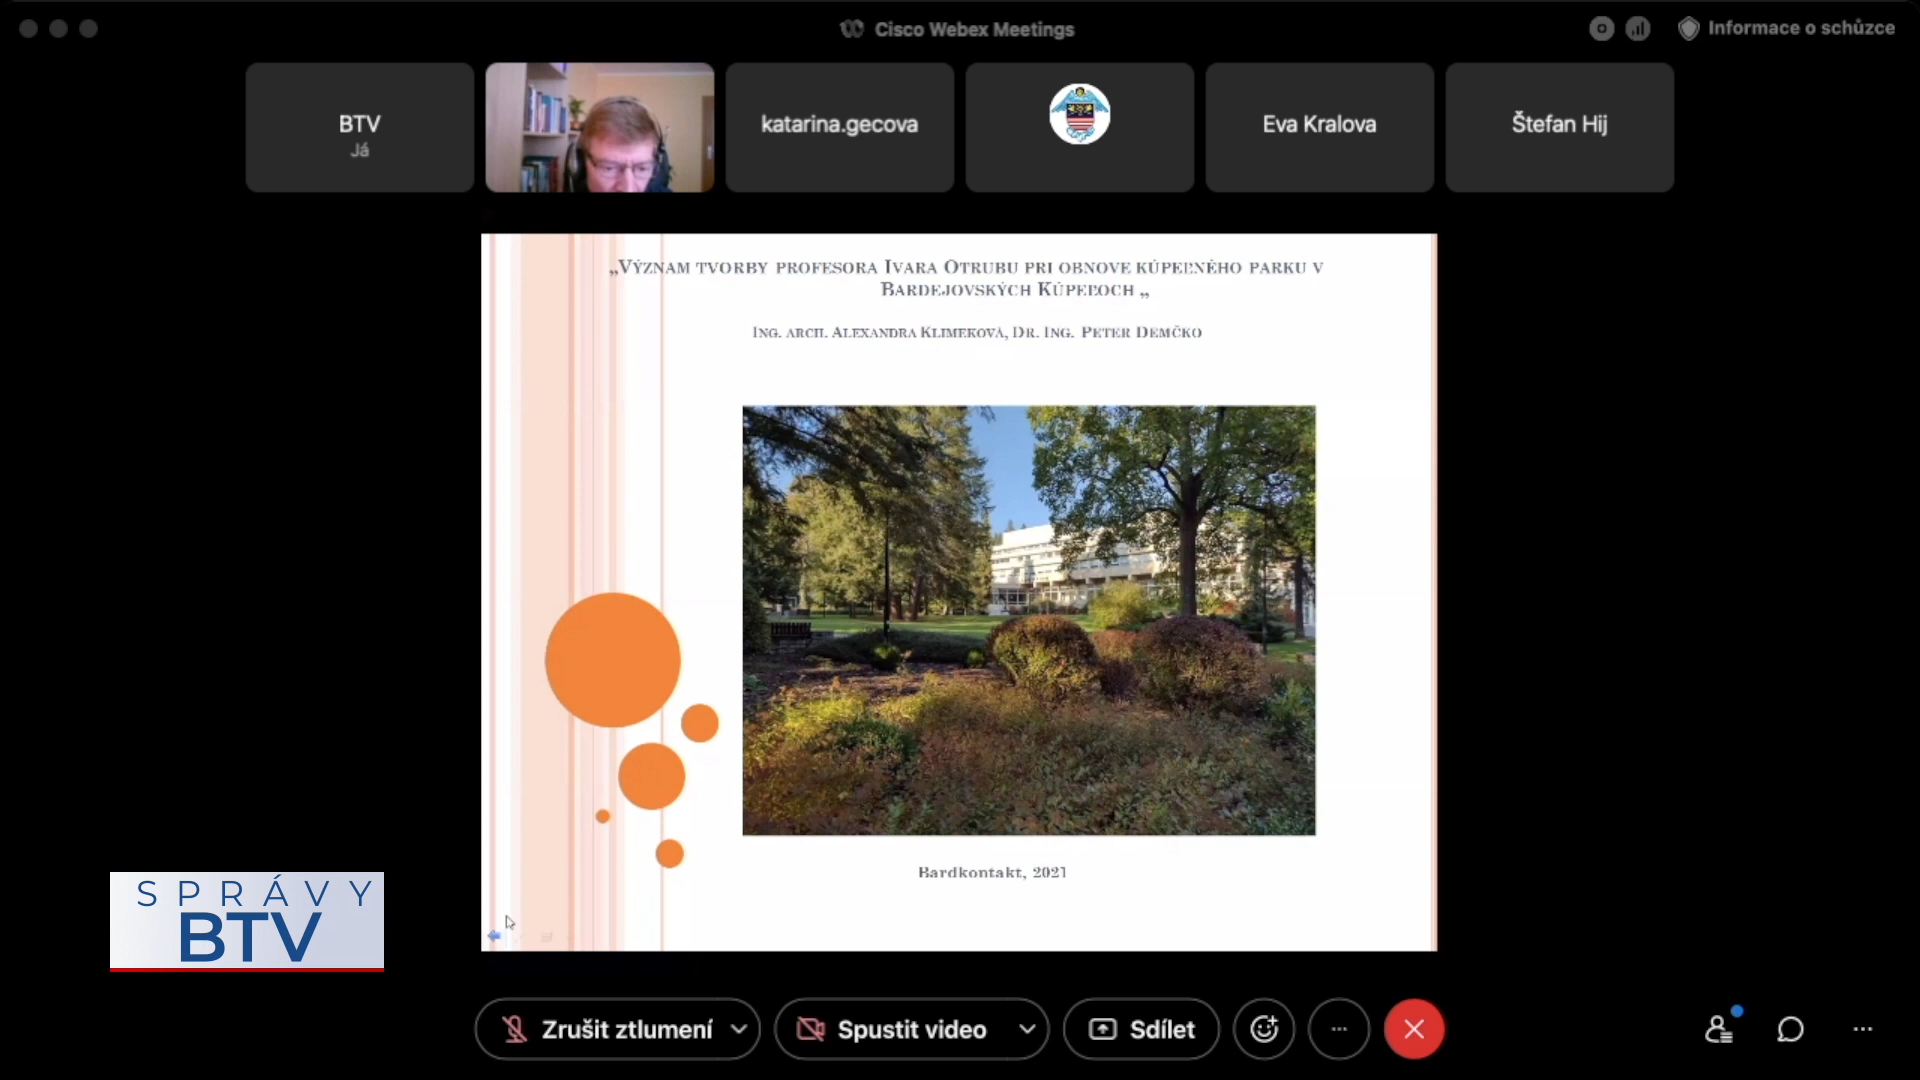 Cisco Webex Meetings
Informace o schůzce
BTV
Já
katarina.gecova
Eva Kralova
Štefan Hij
„Význam tvorby profesora Ivara Otrubu pri obnove kúpeľného parku v
Bardejovských Kúpeľoch „
Ing. arch. Alexandra Klimeková, Dr. Ing. Peter Demčko
Bardkontakt, 2021
SPRÁVY
BTV
Zrušit ztlumení
Spustit video
Sdílet